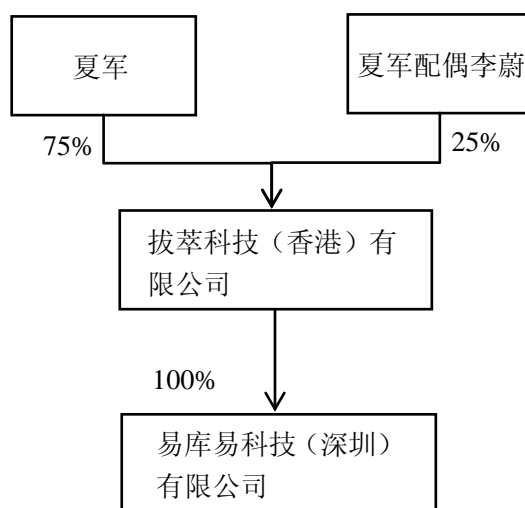 夏军
夏军配偶李蔚
75%
25%
拔萃科技（香港）有
限公司
100%
易库易科技（深圳）
有限公司